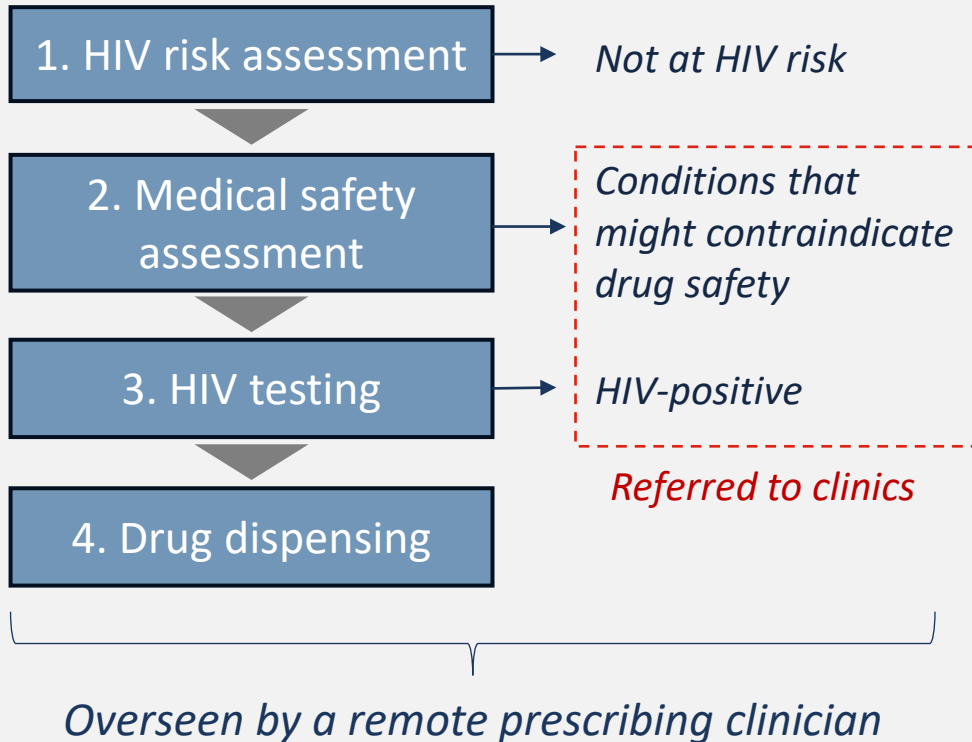 1. HIV risk assessment
Not at HIV risk
2. Medical safety
assessment
Conditions that
might contraindicate
drug safety
3. HIV testing
HIV-positive
Referred to clinics
4. Drug dispensing
Overseen by a remote prescribing clinician